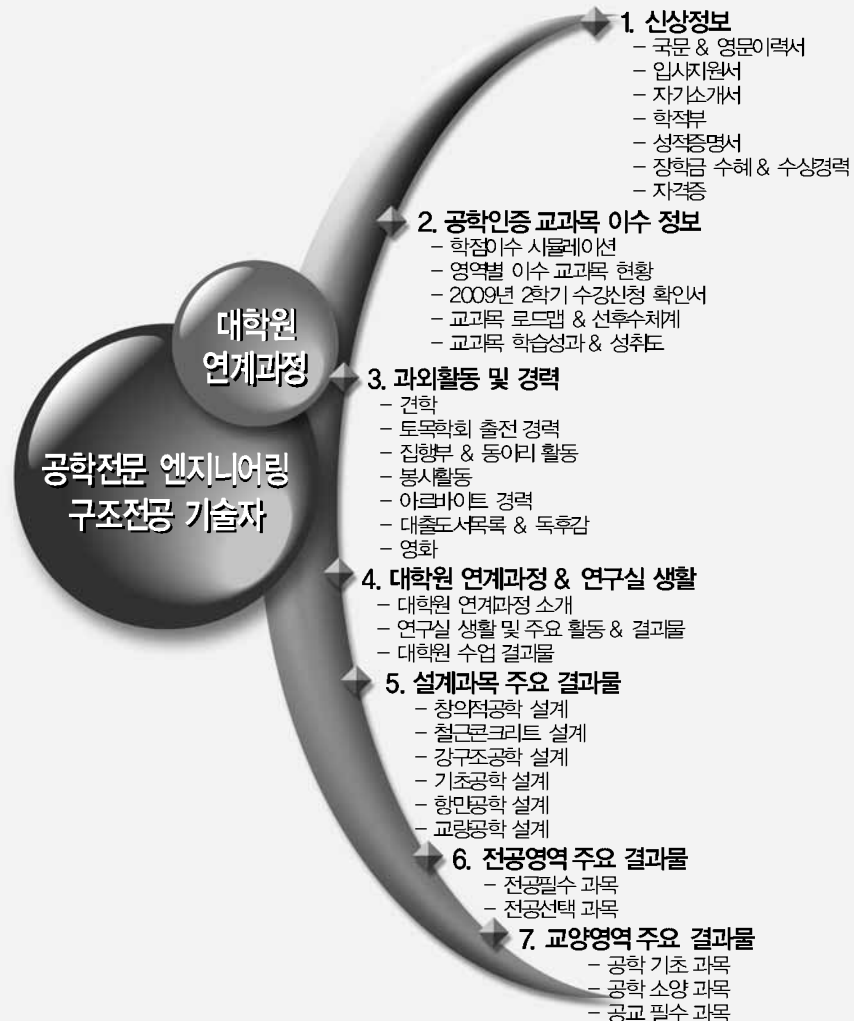 1. 신상정보
- 국문 & 영문이력서
- 입사지원서
- 자기소개서
- 학적부
- 성적증명서
- 장학금 수혜 & 수상경력
- 자격증
2. 공학인증 교과목 이수 정보
- 학점이수 시뮬레이션
- 영역별 이수 교과목 현황
- 2009년 2학기 수강신청 확인서
- 교과목 로드맵 & 선후수체계
- 교과목 학습성과 & 성취도
대학원
연계과정
3. 과외활동 및 경력
- 견학
- 토목학회 출전 경력
- 집행부 & 동아리 활동
- 봉사활동
- 아르바이트 경력
- 대출도서목록 & 독후감
- 영화
공학전문 엔지니어링
구조전공 기술자
4. 대학원 연계과정 & 연구실 생활
- 대학원 연계과정 소개
- 연구실 생활 및 주요 활동 & 결과물
- 대학원 수업 결과물
5. 설계과목 주요 결과물
- 창의적공학 설계
- 철근콘크리트 설계
- 강구조공학 설계
- 기초공학 설계
- 항만공학 설계
- 교량공학 설계
6. 전공영역 주요 결과물
- 전공필수 과목
- 전공선택 과목
7. 교양영역 주요 결과물
- 공학 기초 과목
- 공학 소양 과목
- 공교 필수 과목